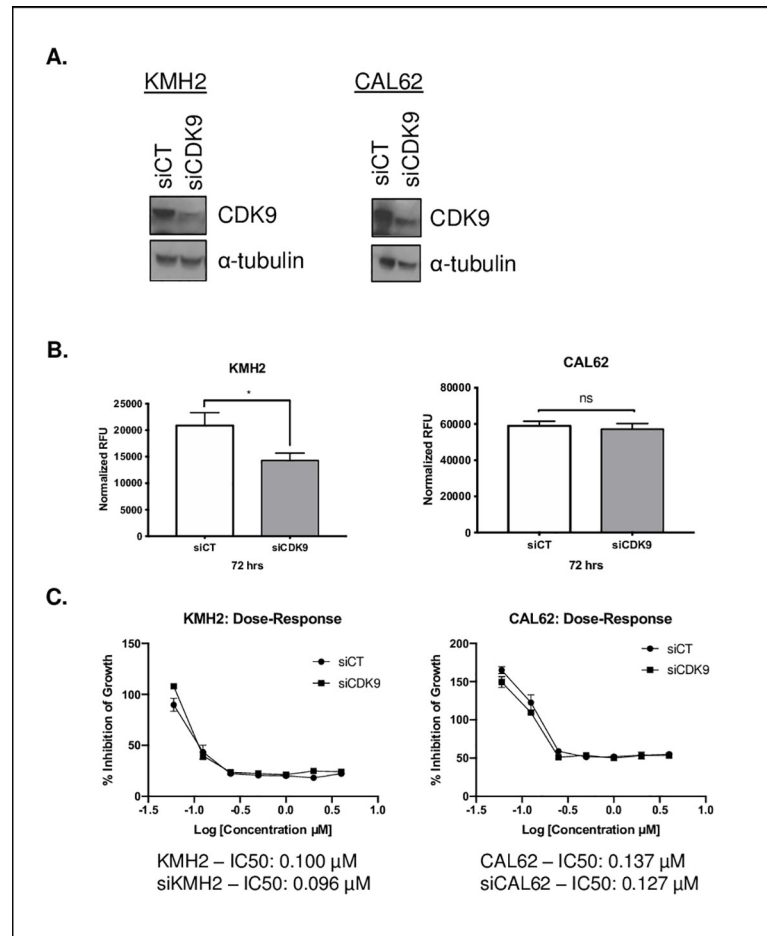 A.
KMH2
CAL62
siCT
siCDK9
siCT
siCDK9
CDK9
CDK9
α-tubulin
α-tubulin
B.
KMH2
CAL62
25000
20000
15000
10000
5000
0
Normalized RFU
*
siCT
siCDK9
72 hrs
80000
60000
40000
20000
0
Normalized RFU
ns
siCT
siCDK9
72 hrs
C.
KMH2: Dose-Response
CAL62: Dose-Response
150
100
50
0
% Inhibition of Growth
siCT
siCDK9
-1.5 -1.0 -0.5 0.0 0.5 1.0
Log [Concentration µM]
200
150
100
50
0
% Inhibition of Growth
siCT
siCDK9
-1.5 -1.0 -0.5 0.0 0.5 1.0
Log [Concentration µM]
KMH2 – IC50: 0.100 µM
siKMH2 – IC50: 0.096 µM
CAL62 – IC50: 0.137 µM
siCAL62 – IC50: 0.127 µM